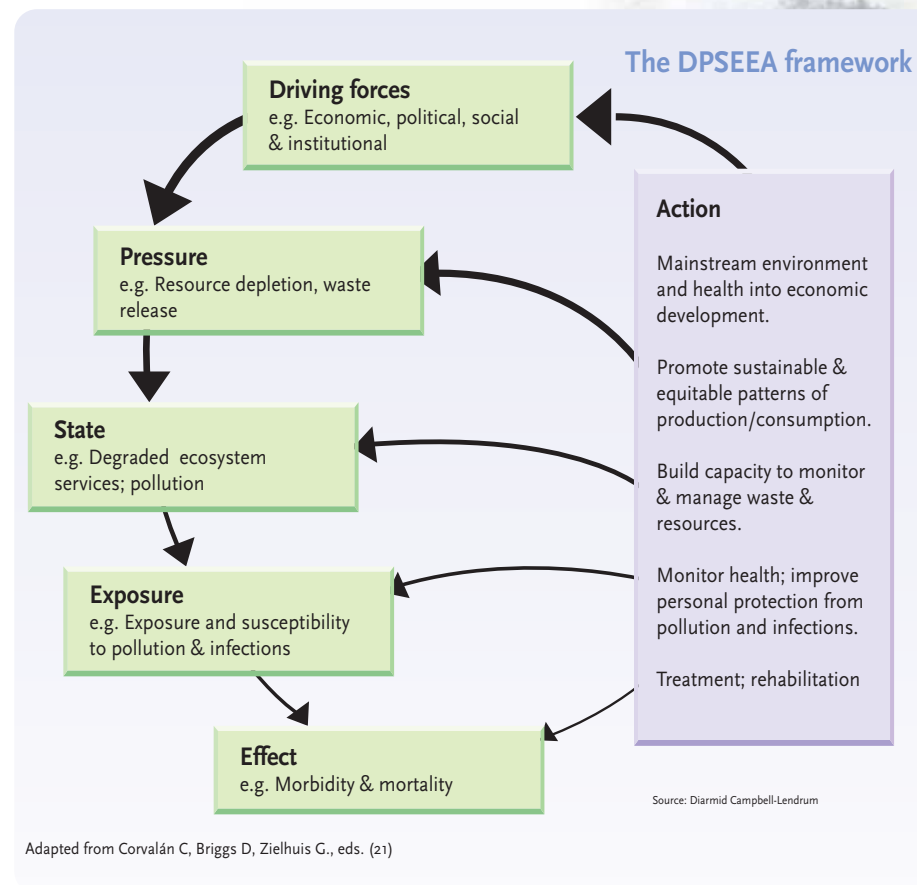 The DPSEEA framework
Driving forces
e.g. Economic, political, social
& institutional
Pressure
e.g. Resource depletion, waste
release
State
e.g. Degraded ecosystem
services; pollution
Exposure
e.g. Exposure and susceptibility
to pollution & infections
Effect
e.g. Morbidity & mortality
Action
Mainstream environment
and health into economic
development.
Promote sustainable &
equitable patterns of
production/consumption.
Build capacity to monitor
& manage waste &
resources.
Monitor health; improve
personal protection from
pollution and infections.
Treatment; rehabilitation
Source: Diarmid Campbell-Lendrum
Adapted from Corvalán C, Briggs D, Zielhuis G., eds. (21)